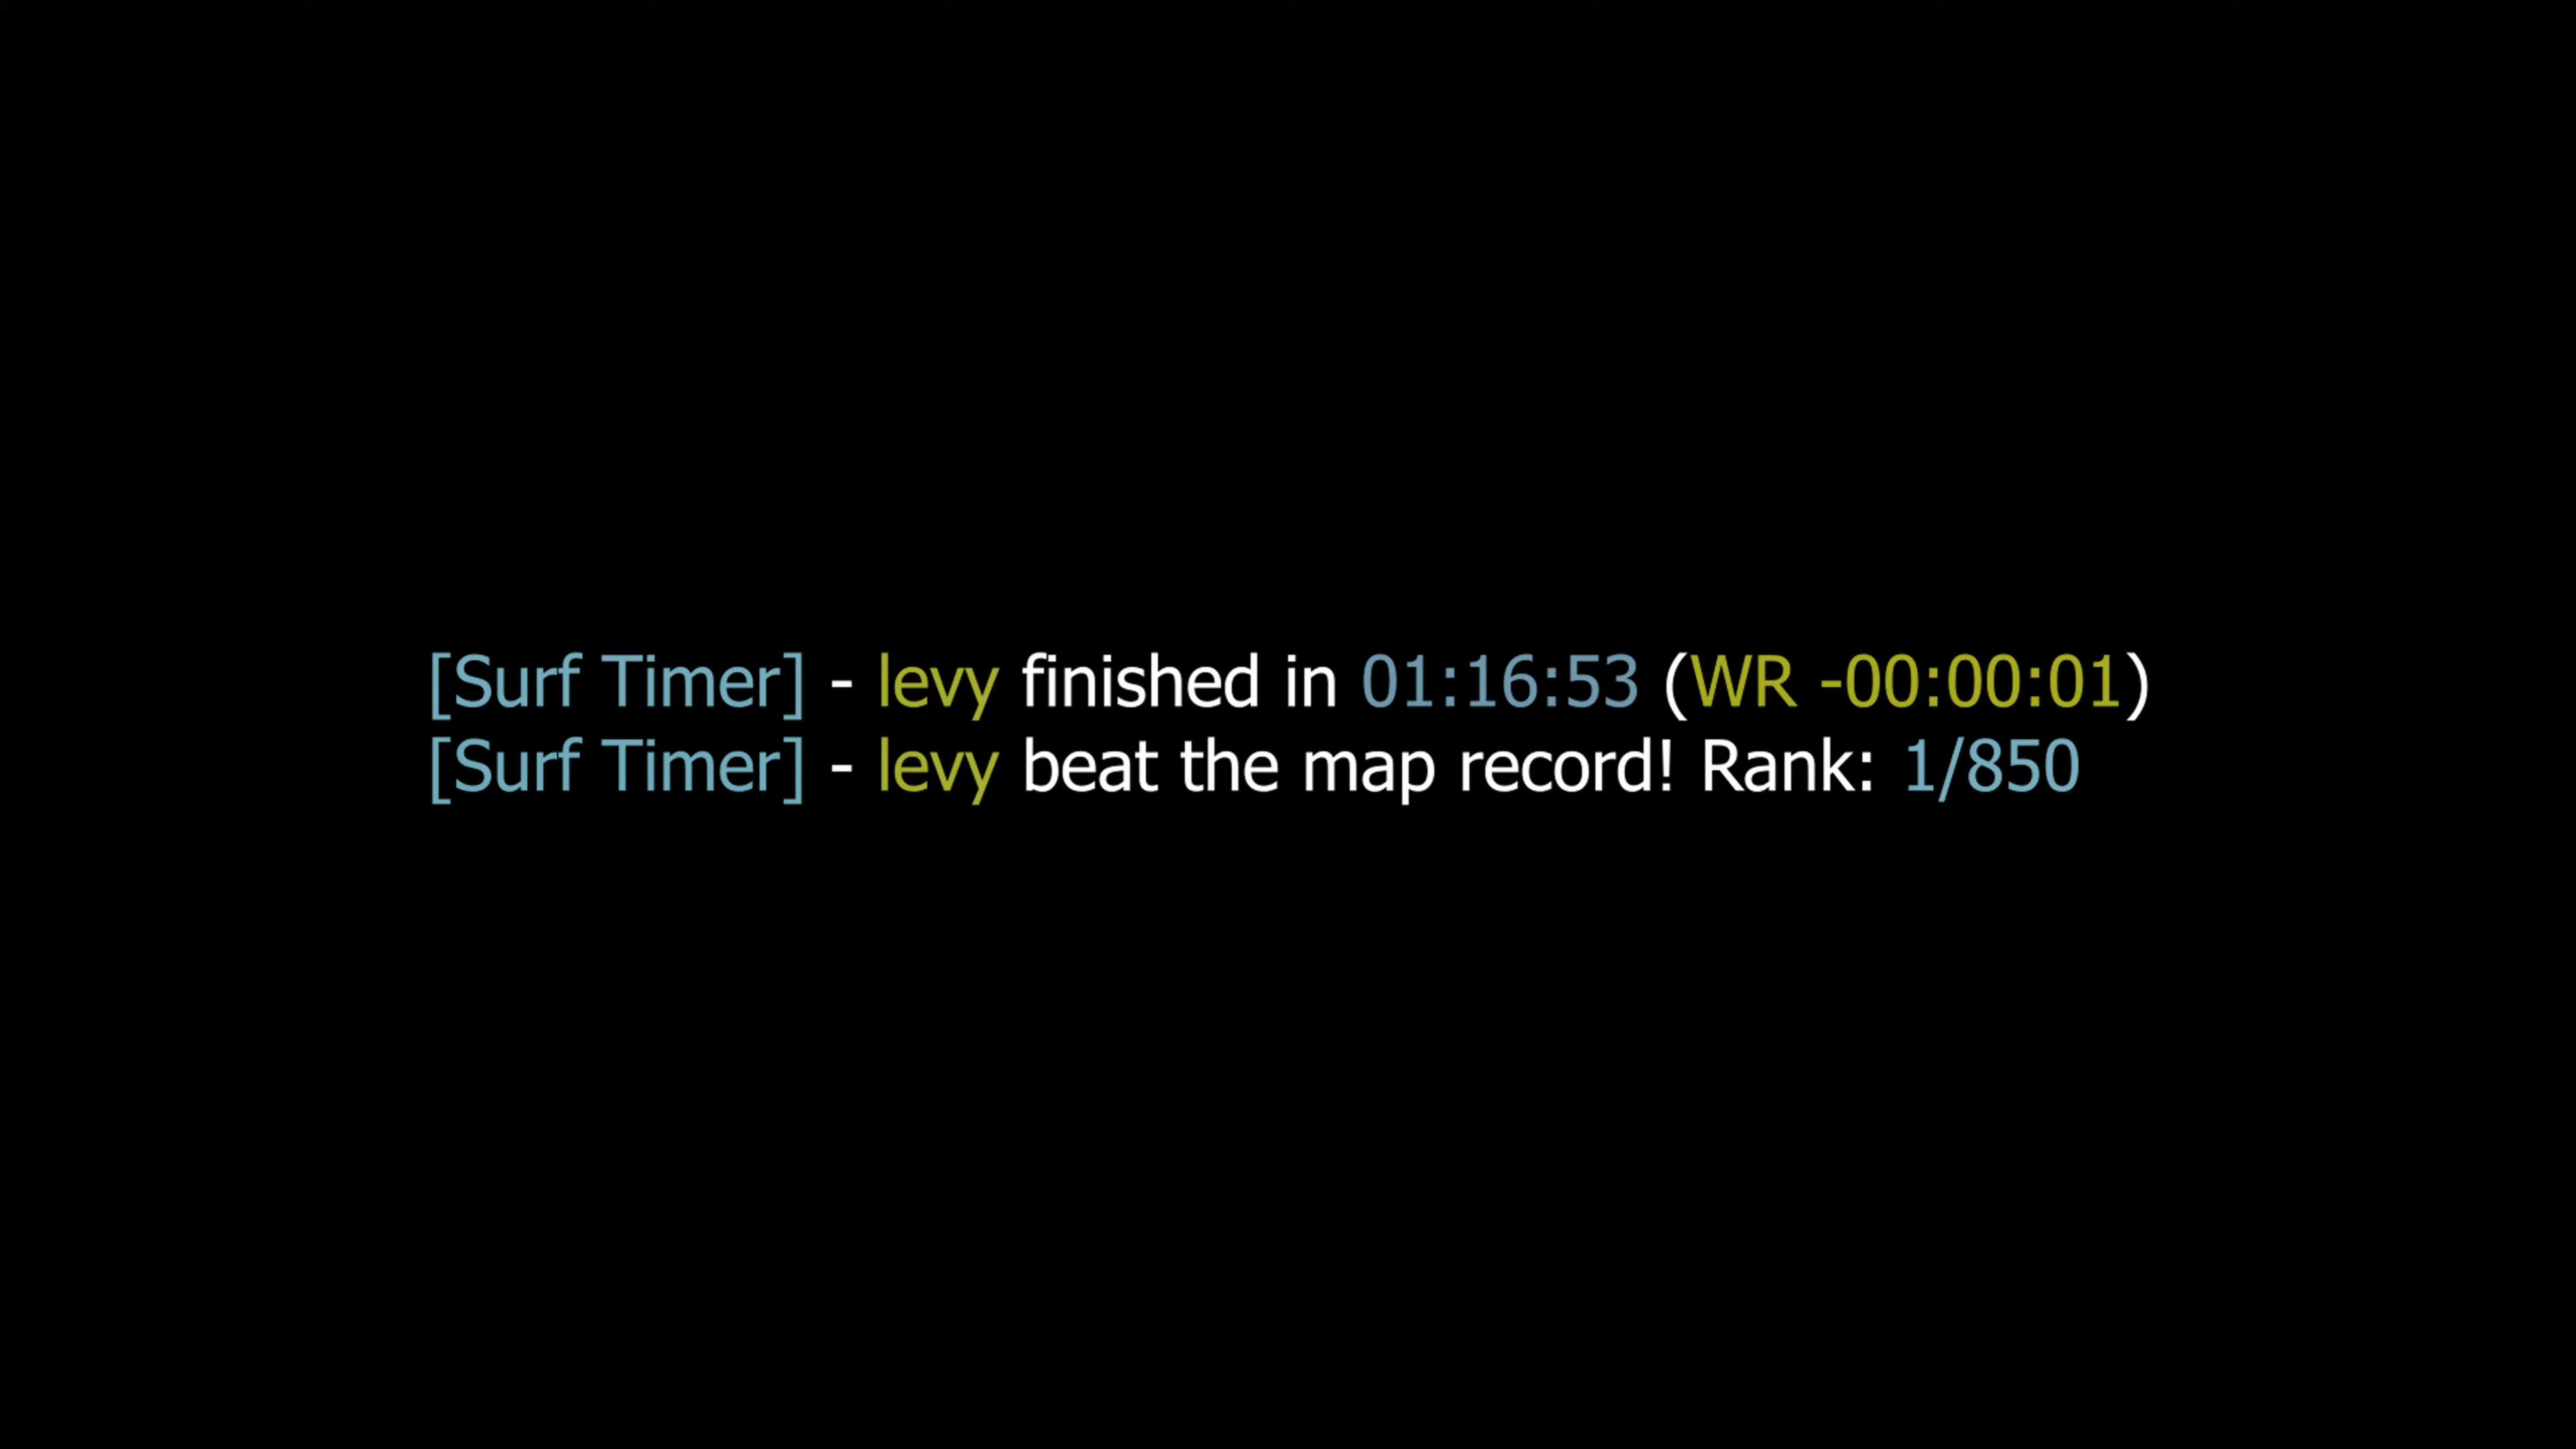 [Surf Timer] - levy finished in 01:16:53 (WR -00:00:01)
[Surf Timer] - levy beat the map record! Rank: 1/850